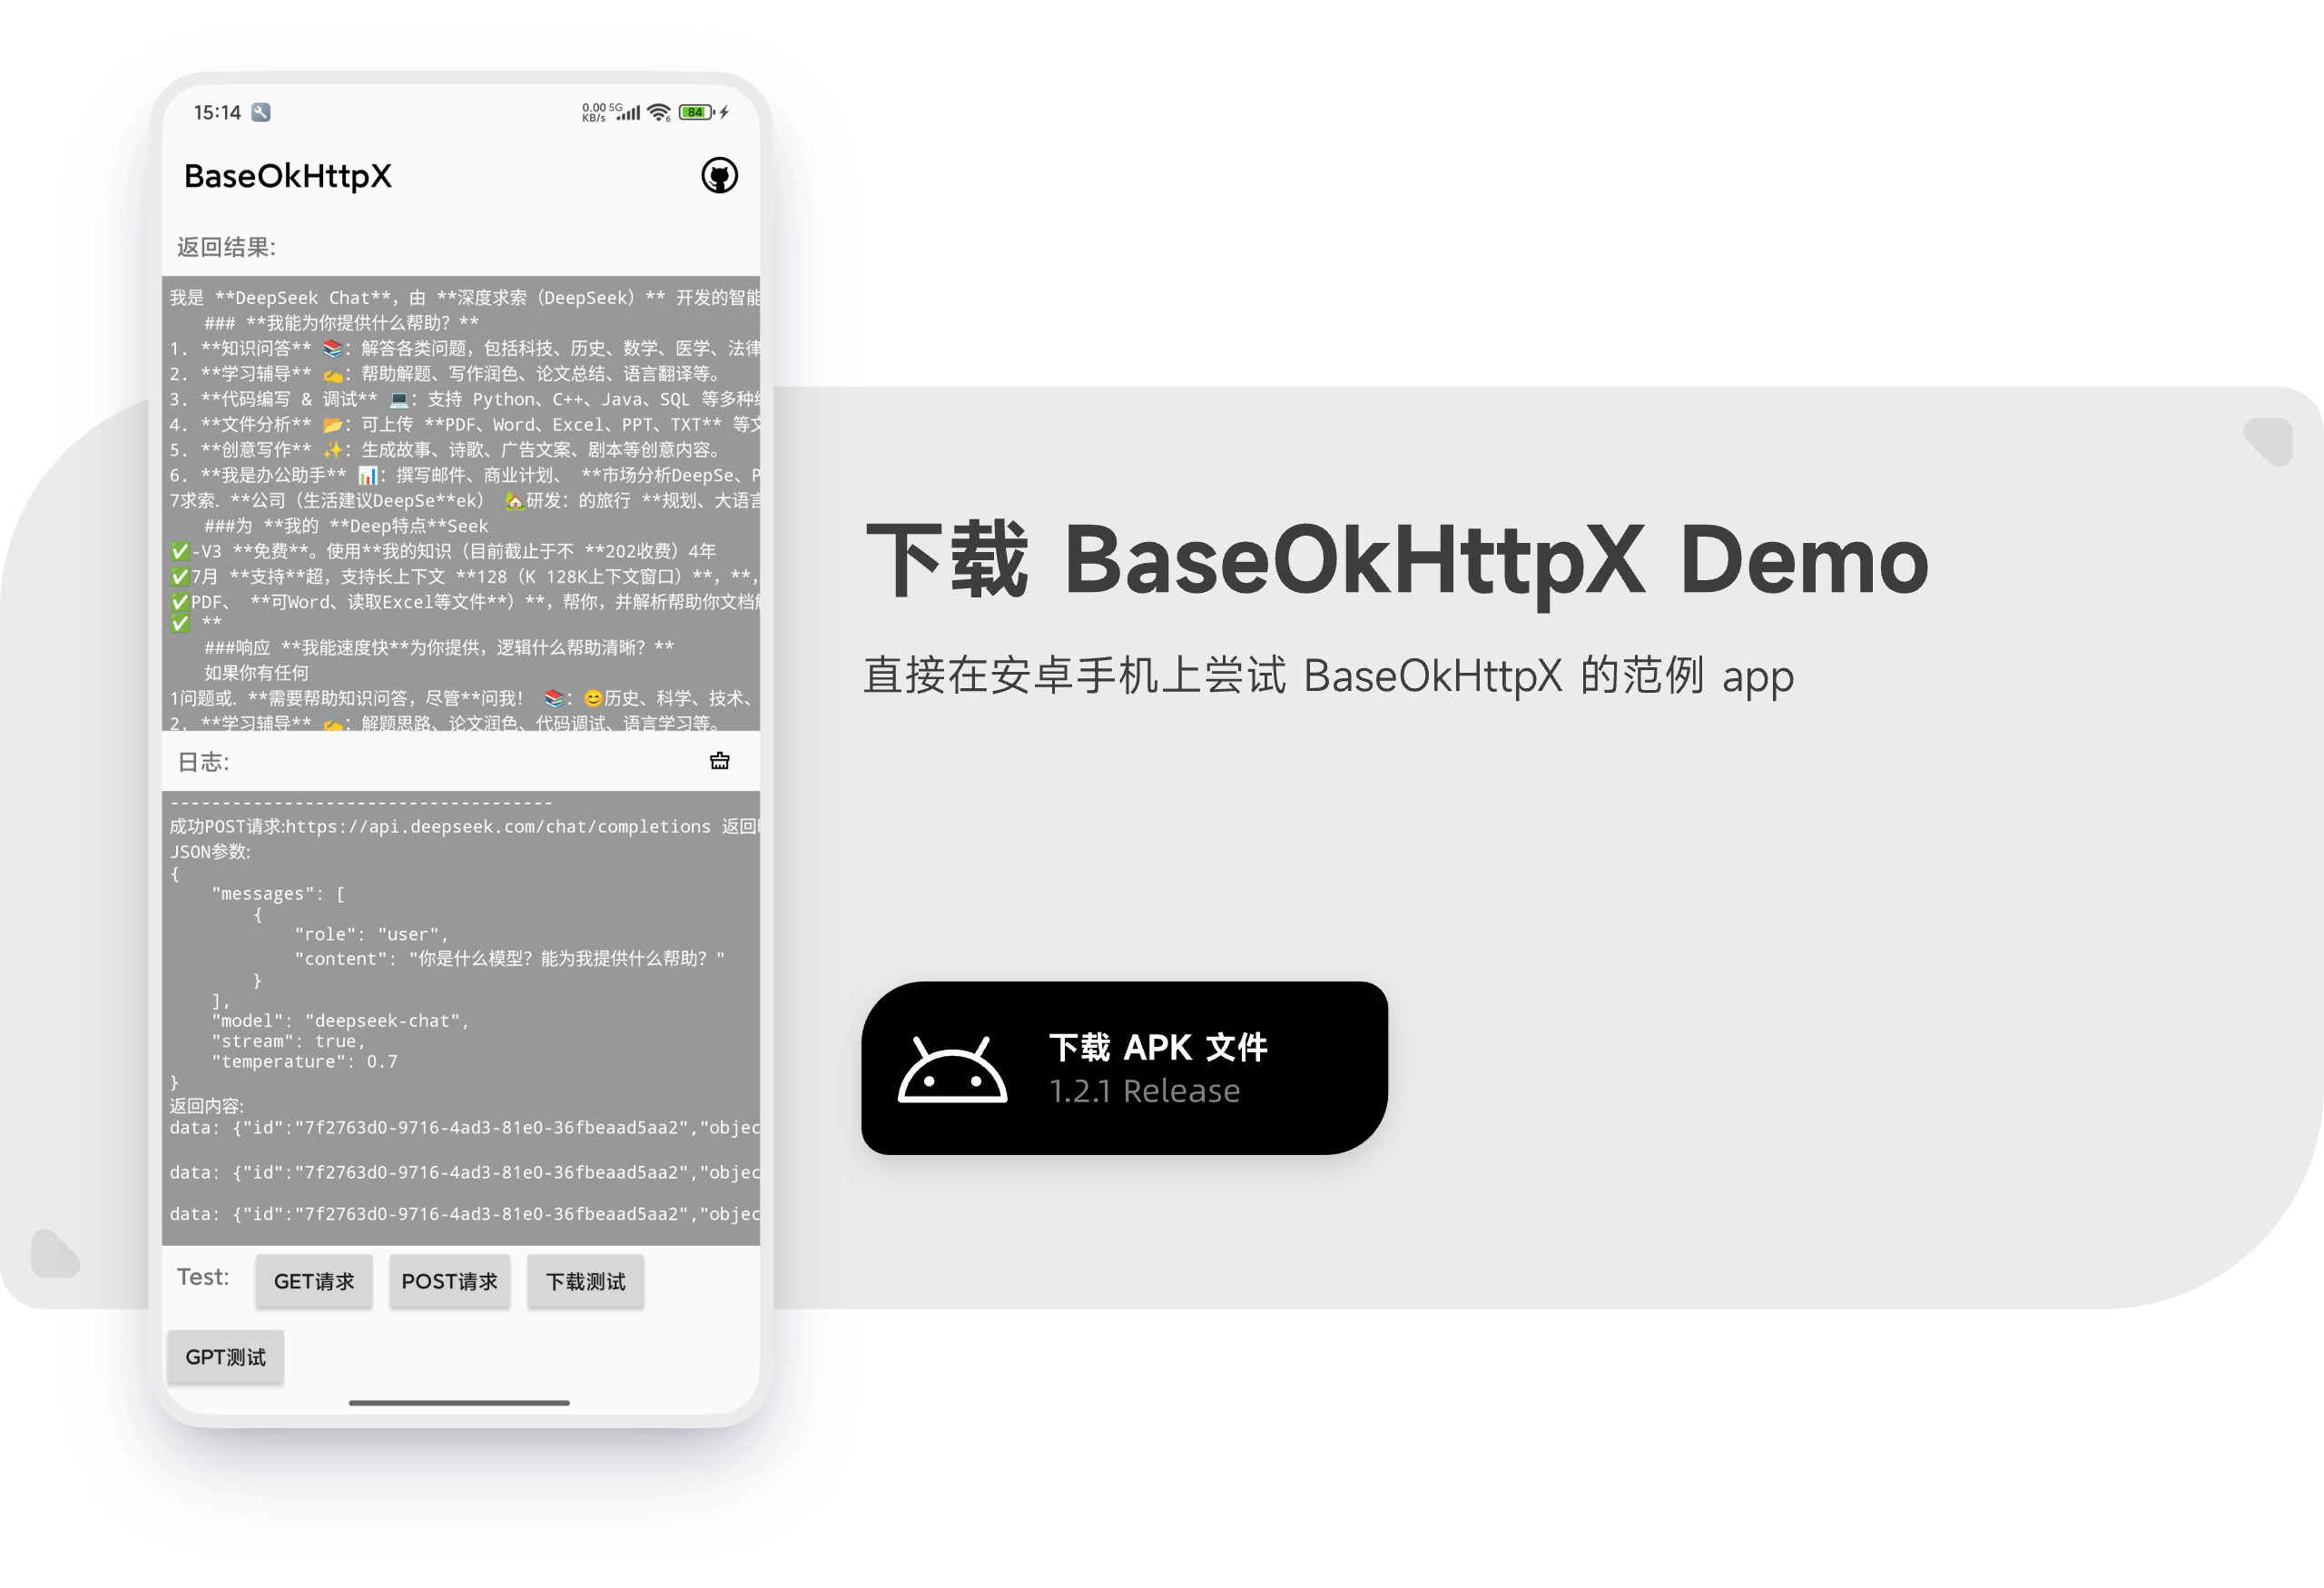 15:14
0.00 KB/s 5G 6 84
BaseOkHttpX
返回结果:
我是 **DeepSeek Chat**，由 **深度求索（DeepSeek）** 开发的智能
### **我能为你提供什么帮助？**
1. **知识问答** 📚：解答各类问题，包括科技、历史、数学、医学、法律
2. **学习辅导** ✍️：帮助解题、写作润色、论文总结、语言翻译等。
3. **代码编写 & 调试** 💻：支持 Python、C++、Java、SQL 等多种
4. **文件分析** 📂：可上传 **PDF、Word、Excel、PPT、TXT** 等
5. **创意写作** ✨：生成故事、诗歌、广告文案、剧本等创意内容。
6. **我是办公助手** 📊：撰写邮件、商业计划、 **市场分析DeepSe、P
7求索. **公司（生活建议DeepSe**ek） 🏡研发：的旅行 **规划、大语言
###为 **我的 **Deep特点**Seek
✅-V3 **免费**。使用**我的知识（目前截止于不 **202收费）4年
✅7月 **支持**超，支持长上下文 **128（K 128K上下文窗口）**，**，
✅PDF、 **可Word、读取Excel等文件**）**，帮你，并解析帮助你文档
✅ **
###响应 **我能速度快**为你提供，逻辑什么帮助清晰？**
如果你有任何
1问题或. **需要帮助知识问答，尽管**问我！ 📚：😊历史、科学、技术、
2. **学习辅导** ✍️：解题思路、论文润色、代码调试、语言学习等。
日志:
-------------------------------------
成功POST请求:https://api.deepseek.com/chat/completions 返回
JSON参数:
{
"messages": [
{
"role": "user",
"content": "你是什么模型？能为我提供什么帮助？"
}
],
"model": "deepseek-chat",
"stream": true,
"temperature": 0.7
}
返回内容:
data: {"id":"7f2763d0-9716-4ad3-81e0-36fbeaad5aa2","objec
data: {"id":"7f2763d0-9716-4ad3-81e0-36fbeaad5aa2","objec
data: {"id":"7f2763d0-9716-4ad3-81e0-36fbeaad5aa2","objec
Test:
GET请求
POST请求
下载测试
GPT测试
下载 BaseOkHttpX Demo
直接在安卓手机上尝试 BaseOkHttpX 的范例 app
下载 APK 文件
1.2.1 Release